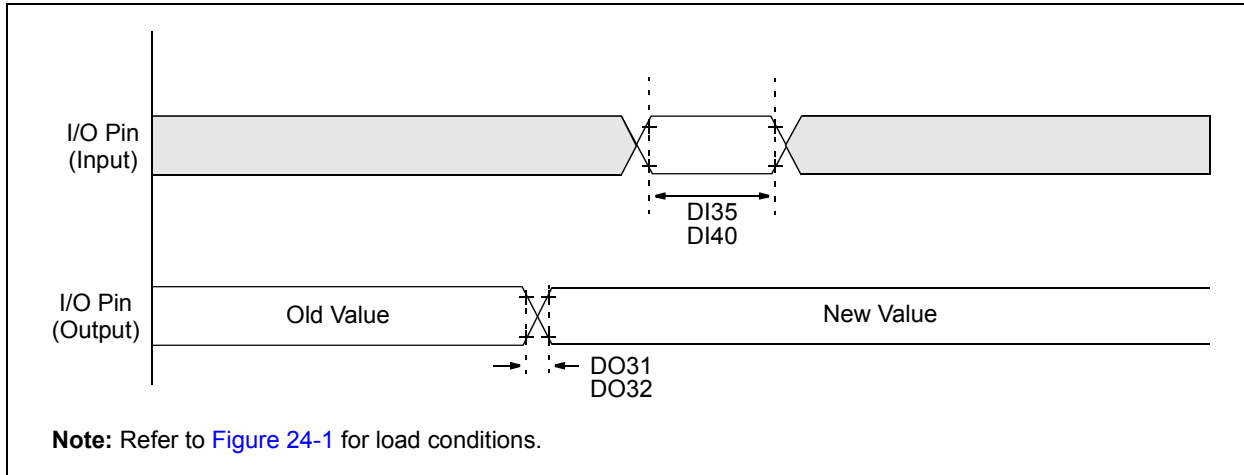 I/O Pin
(Input)
DI35
DI40
I/O Pin
(Output)
Old Value
New Value
DO31
DO32
Note: Refer to Figure 24-1 for load conditions.